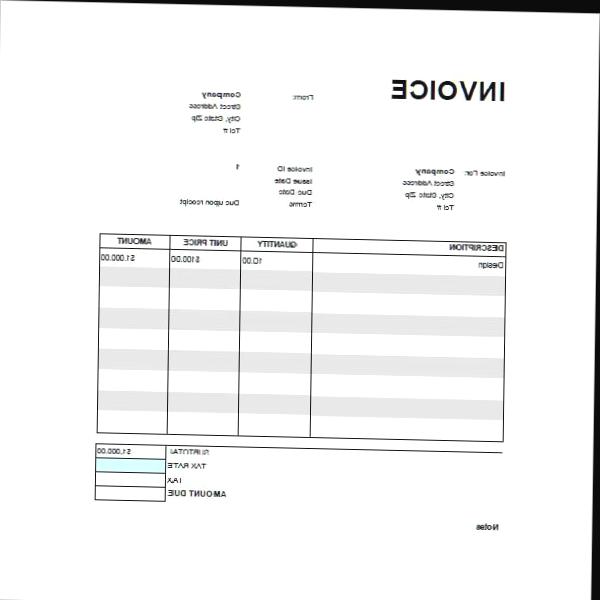 INVOICE
From:
Company
Street Address
City, State Zip
Tel #
Invoice For:
Company
Street Address
City, State Zip
Tel #
Invoice ID 1
Issue Date
Due Date
Terms Due upon receipt
DESCRIPTION QUANTITY UNIT PRICE AMOUNT
Design 10.00 $100.00 $1,000.00
SUBTOTAL $1,000.00
TAX RATE
TAX
AMOUNT DUE
Notes